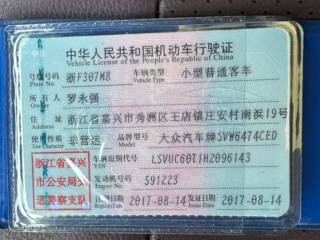 中华人民共和国机动车行驶证
Vehicle License of the People's Republic of China
号牌号码 浙F307M8 车辆类型 小型普通客车
Plate No. Vehicle Type
所有人 罗永强
Owner
住址 浙江省嘉兴市秀洲区王店镇庄安村南浜19号
Address
使用性质 非营运 品牌型号 大众汽车牌SVW6474CED
Use Character Model
浙江省嘉兴 车辆识别代号 LSVUC60T1H2096143
VIN
市公安局交 发动机号码 591223
Engine No.
通警察支队 注册日期 2017-08-14 发证日期 2017-08-14
Register Date Issue Date